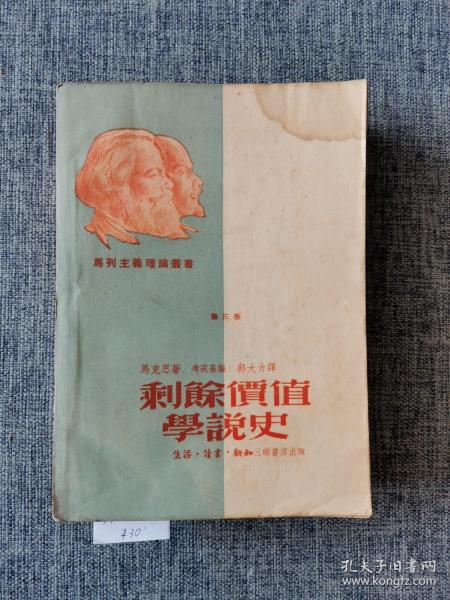 馬列主義理論叢書
第三卷
馬克思著 考茨基編 郭大力譯
剩餘價值
學說史
生活·讀書·新知三聯書店出版
¥30.
孔夫子旧书网
www.kongfz.com